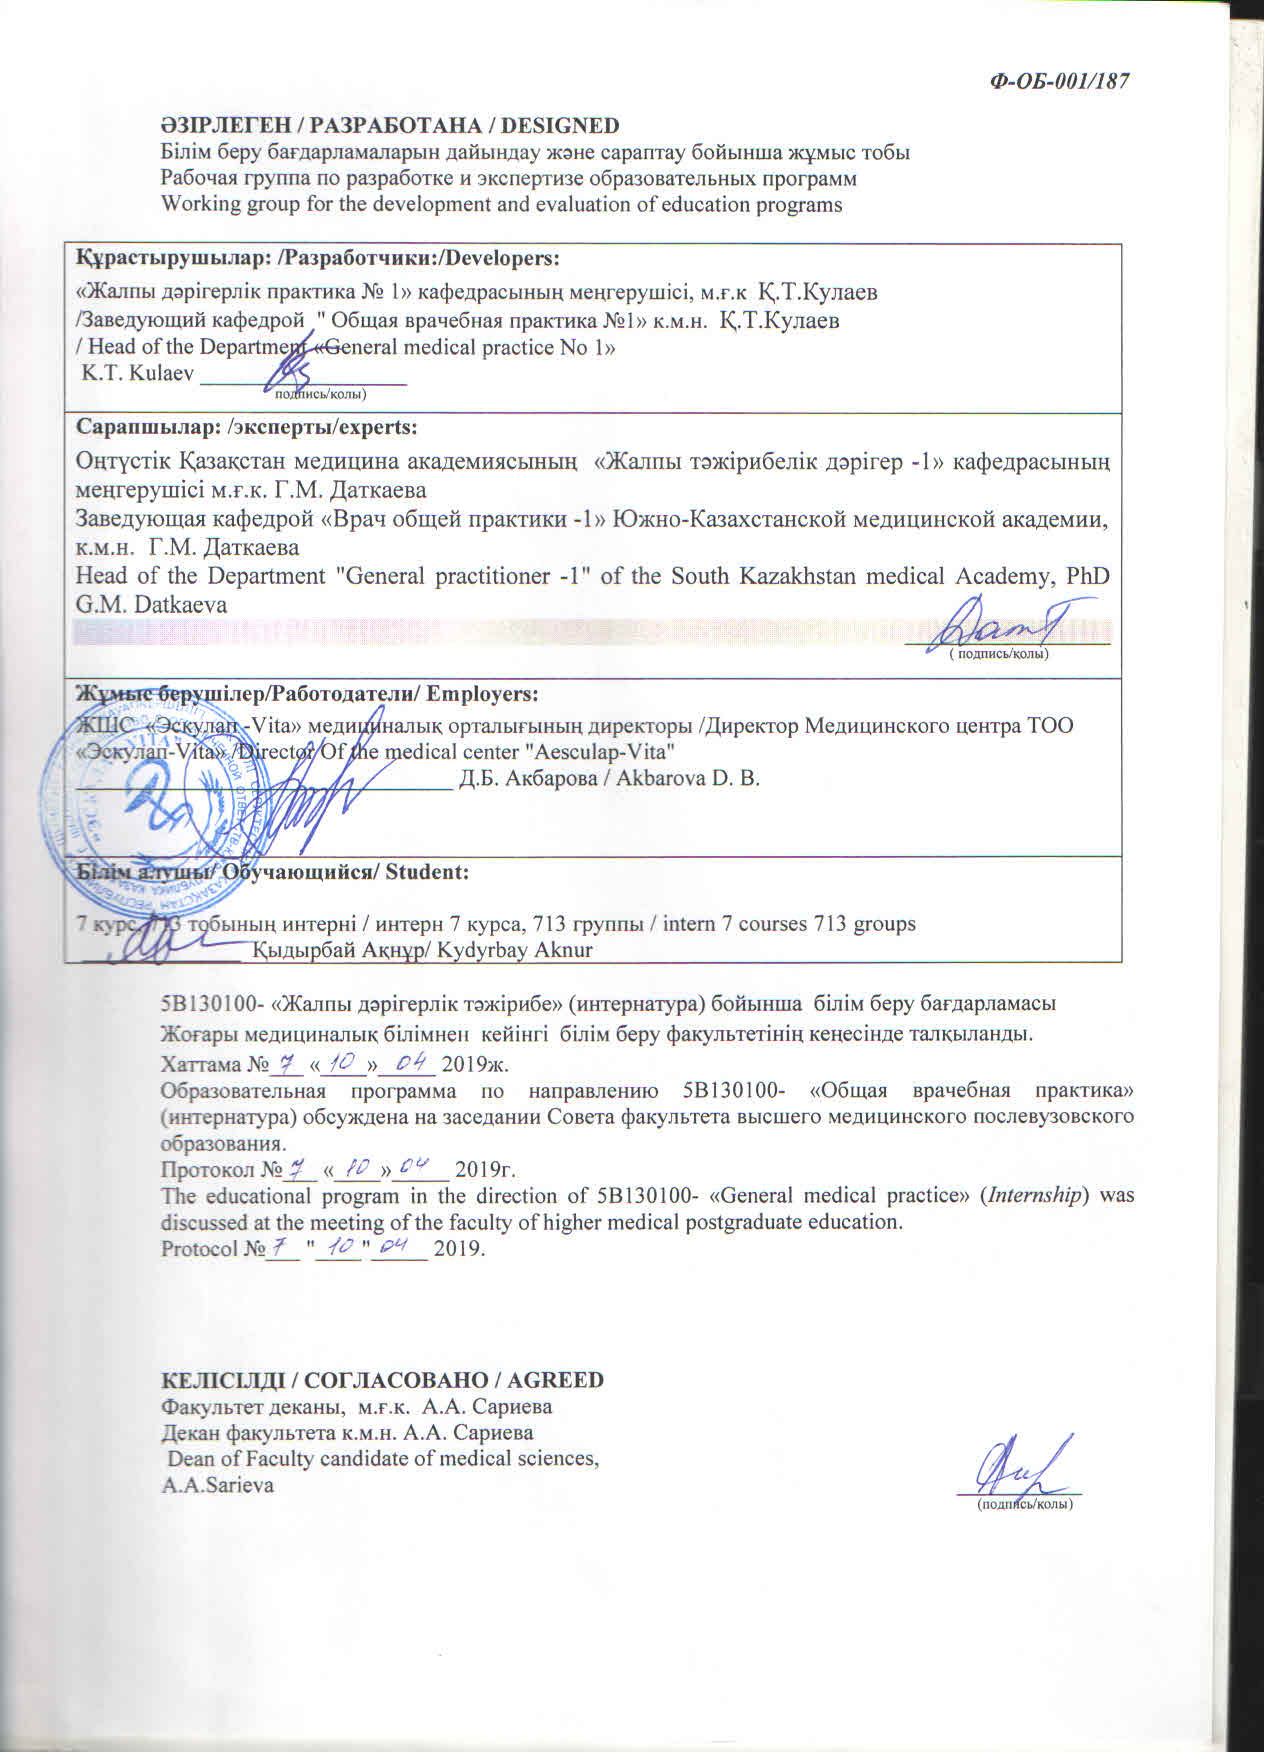 Ф-ОБ-001/187
ӘЗІРЛЕГЕН / РАЗРАБОТАНА / DESIGNED
Білім беру бағдарламаларын дайындау және сараптау бойынша жұмыс тобы
Рабочая группа по разработке и экспертизе образовательных программ
Working group for the development and evaluation of education programs
Құрастырушылар: /Разработчики:/Developers:
«Жалпы дәрігерлік практика № 1» кафедрасының меңгерушісі, м.ғ.к Қ.Т.Кулаев
/Заведующий кафедрой " Общая врачебная практика №1» к.м.н. Қ.Т.Кулаев
/ Head of the Department «General medical practice No 1»
K.T. Kulaev
подпись/колы)
Сарапшылар: /эксперты/experts:
Оңтүстік Қазақстан медицина академиясының «Жалпы тәжірибелік дәрігер -1» кафедрасының
меңгерушісі м.ғ.к. Г.М. Даткаева
Заведующая кафедрой «Врач общей практики -1» Южно-Казахстанской медицинской академии,
к.м.н. Г.М. Даткаева
Head of the Department "General practitioner -1" of the South Kazakhstan medical Academy, PhD
G.M. Datkaeva
( подпись/қолы)
Жұмыс берушілер/Работодатели/ Employers:
ЖШС «Эскулап -Vita» медициналық орталығының директоры /Директор Медицинского центра ТОО
«Эскулап-Vita» /Director Of the medical center "Aesculap-Vita"
Д.Б. Акбарова / Akbarova D. B.
Білім алушы/ Обучающийся/ Student:
7 курс, 713 тобының интерні / интерн 7 курса, 713 группы / intern 7 courses 713 groups
Қыдырбай Ақнұр/ Kydyrbay Aknur
5В130100- «Жалпы дәрігерлік тәжірибе» (интернатура) бойынша білім беру бағдарламасы
Жоғары медициналық білімнен кейінгі білім беру факультетінің кеңесінде талқыланды.
Хаттама № 7 « 10 » 04 2019ж.
Образовательная программа по направлению 5В130100- «Общая врачебная практика»
(интернатура) обсуждена на заседании Совета факультета высшего медицинского послевузовского
образования.
Протокол № 7 « 10 » 04 2019г.
The educational program in the direction of 5B130100- «General medical practice» (Internship) was
discussed at the meeting of the faculty of higher medical postgraduate education.
Protocol № 7 " 10 " 04 2019.
КЕЛІСІЛДІ / СОГЛАСОВАНО / AGREED
Факультет деканы, м.ғ.к. А.А. Сариева
Декан факультета к.м.н. А.А. Сариева
Dean of Faculty candidate of medical sciences,
A.A.Sarieva
(подпись/колы)